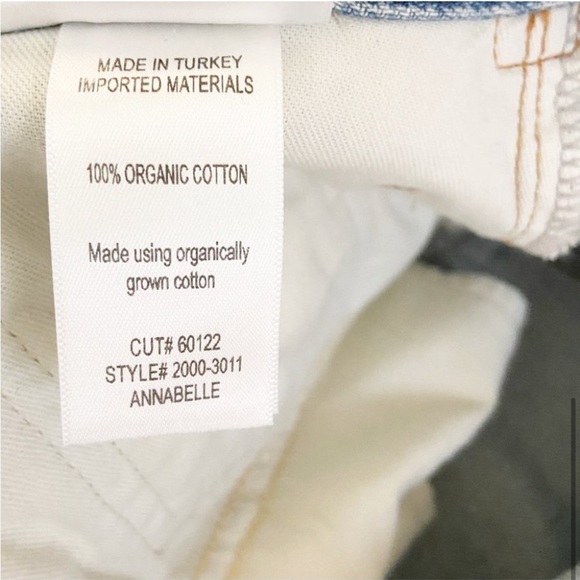 MADE IN TURKEY
IMPORTED MATERIALS
100% ORGANIC COTTON
Made using organically
grown cotton
CUT# 60122
STYLE# 2000-3011
ANNABELLE